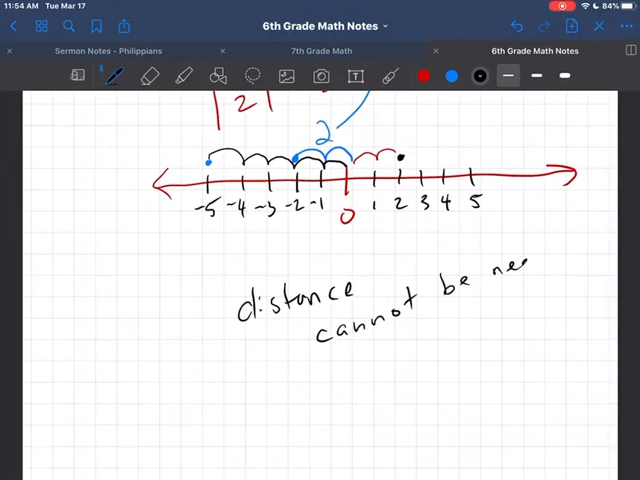 11:54 AM Tue Mar 17
84%
6th Grade Math Notes
Sermon Notes - Philippians
7th Grade Math
6th Grade Math Notes
|2|
2
-5 -4 -3 -2 -1 0 1 2 3 4 5
distance
cannot be ne